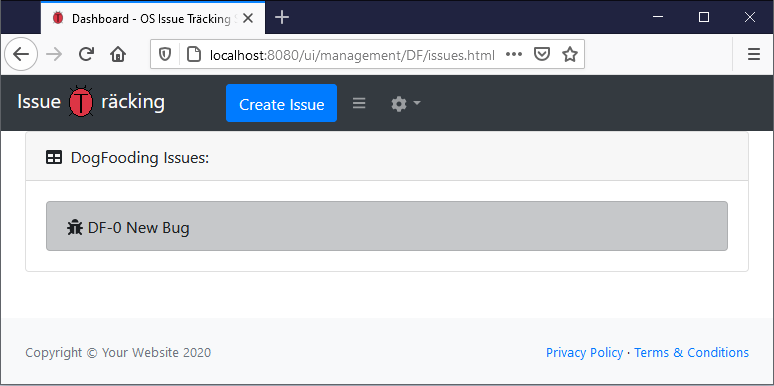 Dashboard - OS Issue Träcking
localhost:8080/ui/management/DF/issues.html
Issue T räcking
Create Issue
DogFooding Issues:
DF-0 New Bug
Copyright © Your Website 2020
Privacy Policy · Terms & Conditions